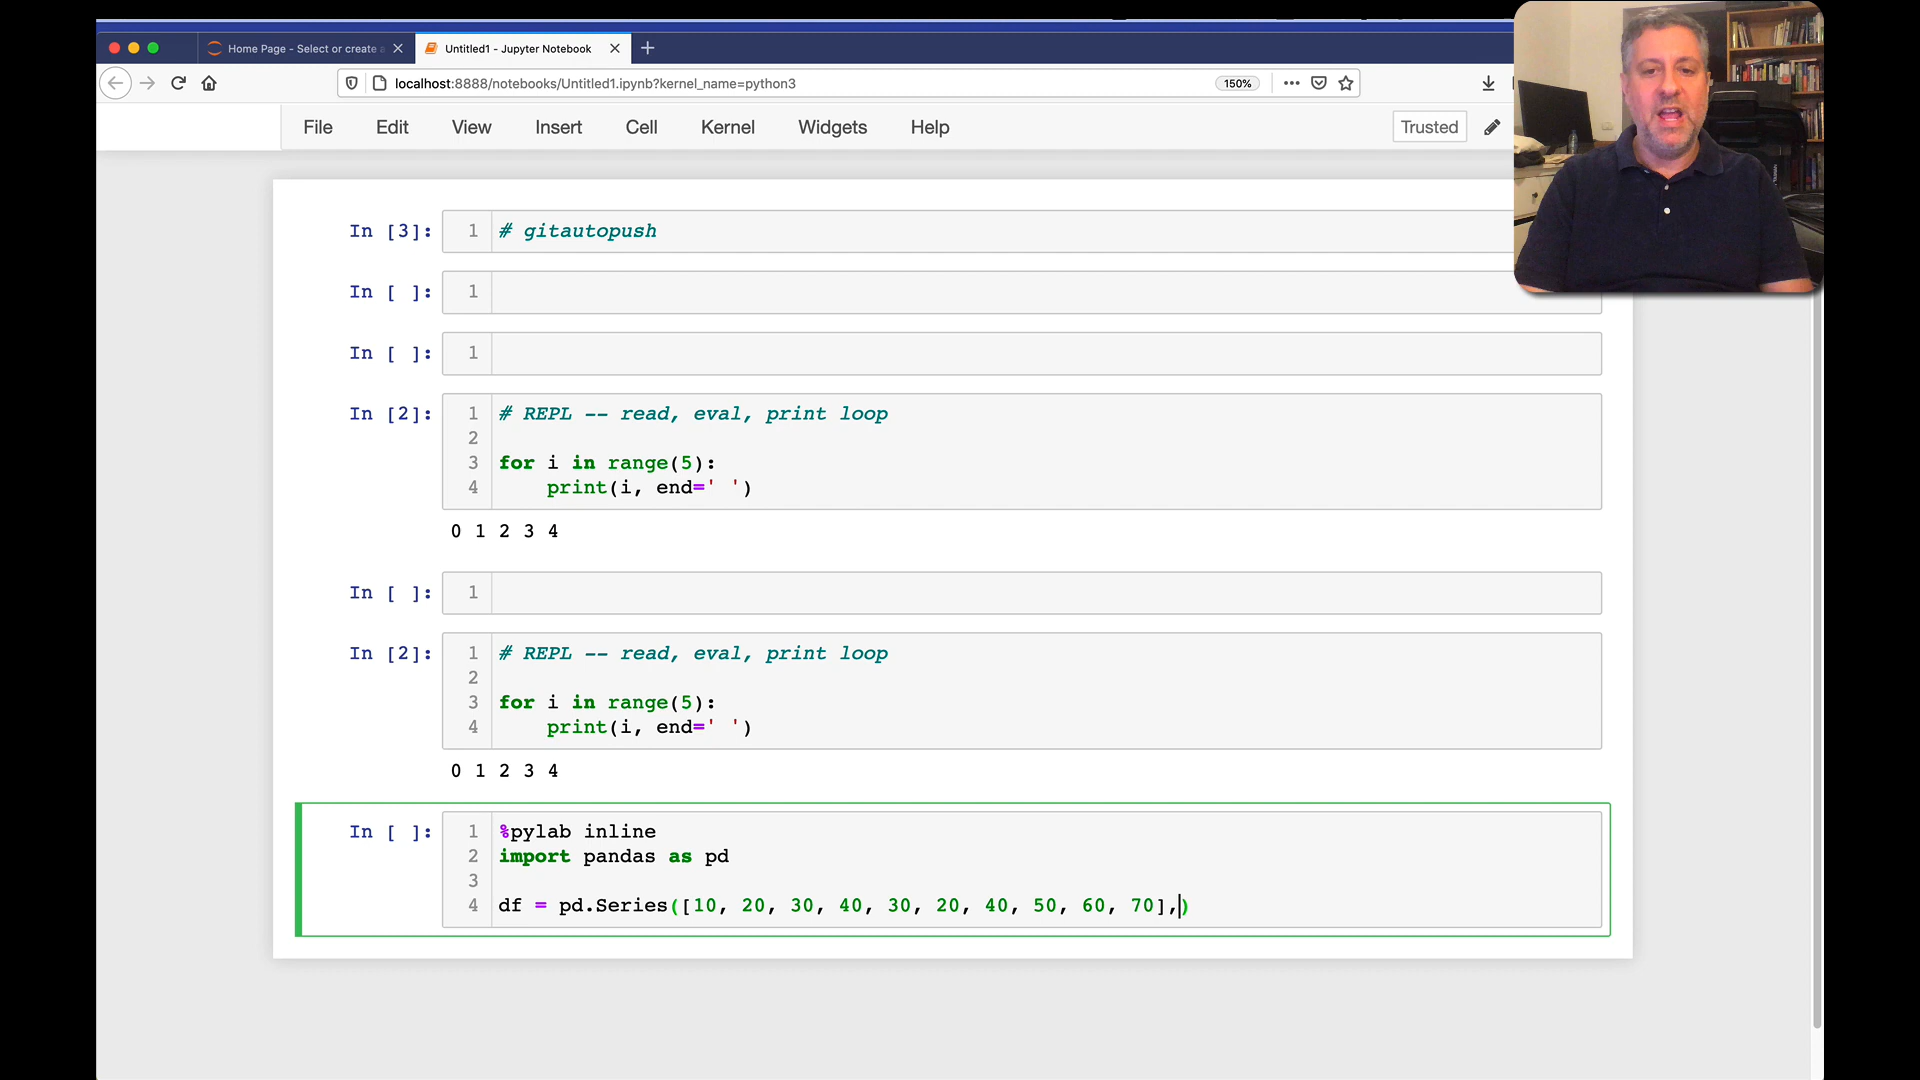 Home Page - Select or create a
Untitled1 - Jupyter Notebook
localhost:8888/notebooks/Untitled1.ipynb?kernel_name=python3
150%
File Edit View Insert Cell Kernel Widgets Help
Trusted
In [3]: 1 # gitautopush
In [ ]: 1
In [ ]: 1
In [2]: 1 # REPL -- read, eval, print loop
2
3 for i in range(5):
4     print(i, end=' ')
0 1 2 3 4
In [ ]: 1
In [2]: 1 # REPL -- read, eval, print loop
2
3 for i in range(5):
4     print(i, end=' ')
0 1 2 3 4
In [ ]: 1 %pylab inline
2 import pandas as pd
3
4 df = pd.Series([10, 20, 30, 40, 30, 20, 40, 50, 60, 70],)